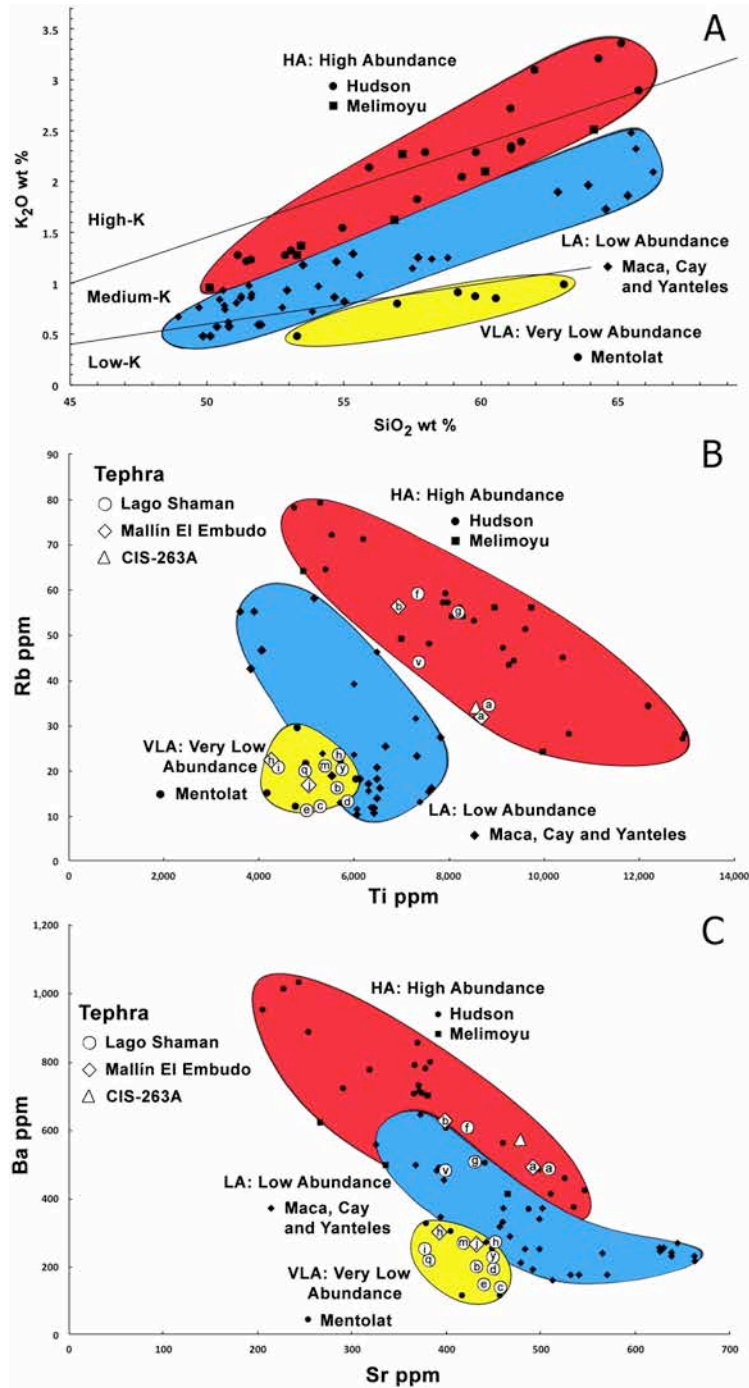 A
HA: High Abundance
Hudson
Melimoyu
K2O wt %
3.5
3
2.5
2
1.5
1
0.5
0
High-K
Medium-K
Low-K
LA: Low Abundance
Maca, Cay
and Yanteles
VLA: Very Low Abundance
Mentolat
45
50
55
60
65
SiO2 wt %
B
Tephra
Lago Shaman
Mallín El Embudo
CIS-263A
HA: High Abundance
Hudson
Melimoyu
Rb ppm
90
80
70
60
50
40
30
20
10
0
f
b
g
v
a
a
VLA: Very Low
Abundance
Mentolat
h
i
q
m
h
y
j
b
e
c
d
LA: Low Abundance
Maca, Cay and Yanteles
0
2,000
4,000
6,000
8,000
10,000
12,000
14,000
Ti ppm
C
Tephra
Lago Shaman
Mallín El Embudo
CIS-263A
HA: High Abundance
Hudson
Melimoyu
Ba ppm
1,200
1,000
800
600
400
200
0
b
f
g
v
a
a
LA: Low Abundance
Maca, Cay
and Yanteles
VLA: Very Low
Abundance
Mentolat
h
i
q
m
j
h
y
b
d
e
c
0
100
200
300
400
500
600
700
Sr ppm